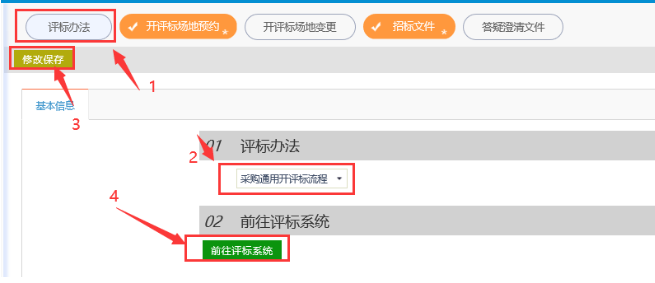 评标办法 ✓ 开评标场地预约 * 开评标场地变更 ✓ 招标文件 * 答疑澄清文件
修改保存
1
基本信息
3
01 评标办法
2
采购通用开评标流程
4
02 前往评标系统
前往评标系统